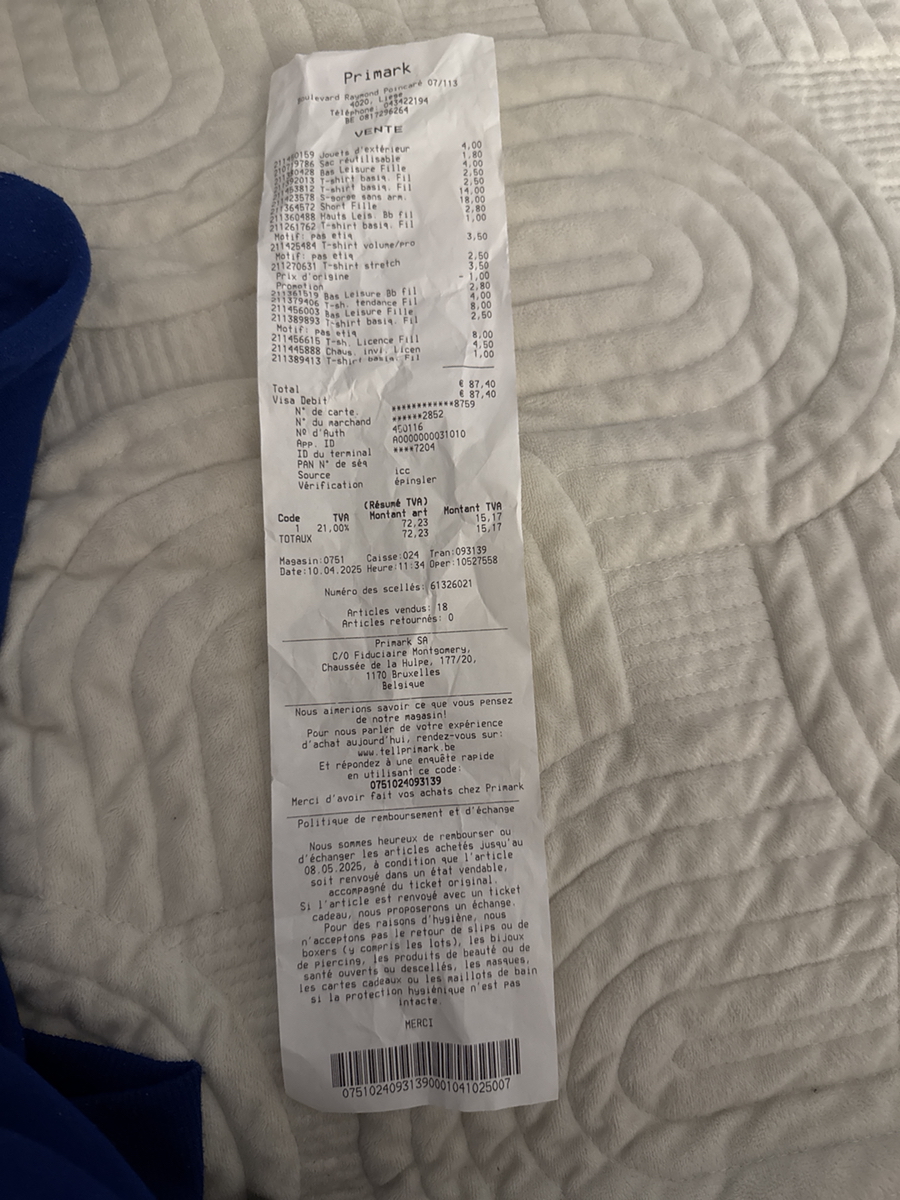 Primark
Boulevard Raymond Poincaré 07/113
4020, Liege
Téléphone: 043422194
BE 0817296264
VENTE
Jouets d'extérieur 4,00
Sac réutilisable 1,80
Bas Leisure Fille 4,00
T-shirt basiq. Fil 2,50
T-shirt basiq. Fil 2,50
S-gorge sans arm. 14,00
Short Fille 18,00
211360488 Hauts Leis. Bb fil 2,80
211261762 T-shirt basiq. Fil 1,00
Motif: pas etiq
211425484 T-shirt volume/pro 3,50
Motif: pas etiq
211270631 T-shirt stretch 2,50
Prix d'origine 3,50
Promotion - 1,00
211361519 Bas Leisure Bb fil 2,80
211379406 T-sh. tendance Fil 4,00
211456003 Bas Leisure Fille 8,00
211389893 T-shirt basiq. Fil 2,50
Motif: pas etiq
211456615 T-sh. Licence Fill 8,00
211445888 Chaus. invi. Licen 4,50
211389413 T-shirt basiq. Fil 1,00
Total € 87,40
Visa Debit € 87,40
N° de carte. ************8759
N° du marchand ******2852
Nº d'Auth 450116
App. ID A0000000031010
ID du terminal ****7204
PAN N° de séq
Source icc
Vérification épingler
(Résumé TVA)
Code TVA Montant art Montant TVA
1 21,00% 72,23 15,17
TOTAUX 72,23 15,17
Magasin:0751 Caisse:024 Tran:093139
Date:10.04.2025 Heure:11:34 Oper:10527558
Numéro des scellés: 61326021
Articles vendus: 18
Articles retournés: 0
Primark SA
C/O Fiduciaire Montgomery,
Chaussée de la Hulpe, 177/20,
1170 Bruxelles
Belgique
Nous aimerions savoir ce que vous pensez
de notre magasin!
Pour nous parler de votre expérience
d'achat aujourd'hui, rendez-vous sur:
www.tellprimark.be
Et répondez à une enquête rapide
en utilisant ce code:
0751024093139
Merci d'avoir fait vos achats chez Primark
Politique de remboursement et d'échange
Nous sommes heureux de rembourser ou
d'échanger les articles achetés jusqu'au
08.05.2025, à condition que l'article
soit renvoyé dans un état vendable,
accompagné du ticket original.
Si l'article est renvoyé avec un ticket
cadeau, nous proposerons un échange.
Pour des raisons d'hygiène, nous
n'acceptons pas le retour de slips ou de
boxers (y compris les lots), les bijoux
de piercing, les produits de beauté ou de
santé ouverts ou descellés, les masques,
les cartes cadeaux ou les maillots de bain
si la protection hygiénique n'est pas
intacte.
MERCI
07510240931390001041025007